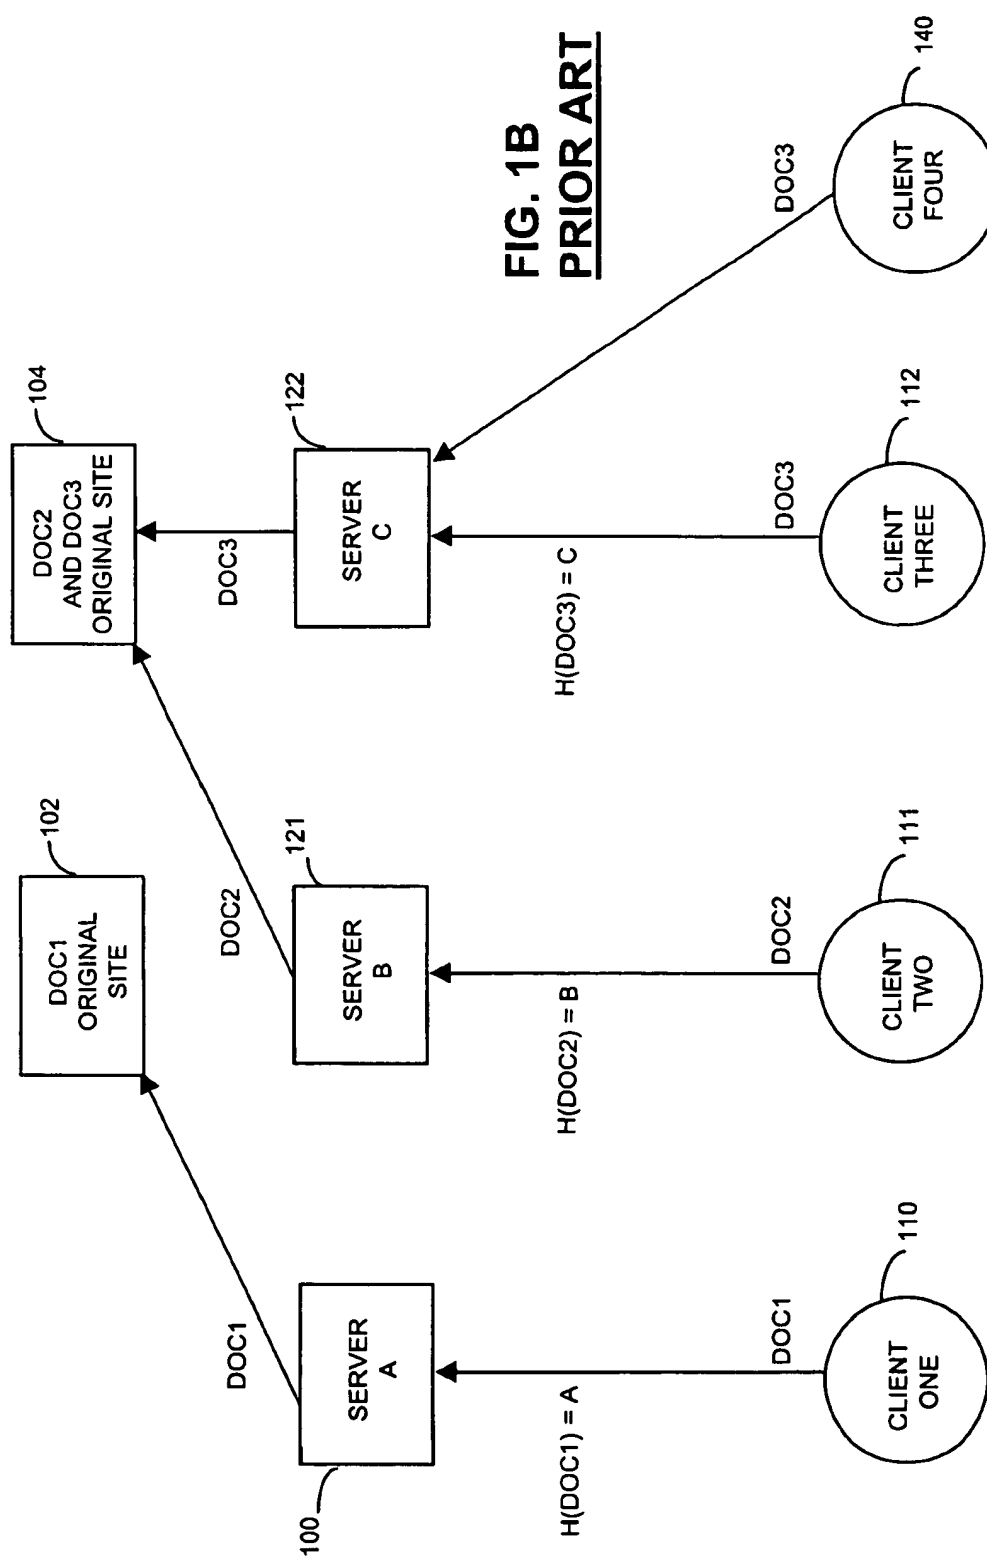 102
DOC1
ORIGINAL
SITE
104
DOC2
AND DOC3
ORIGINAL SITE
DOC1
DOC2
DOC3
100
SERVER
A
121
SERVER
B
122
SERVER
C
H(DOC1) = A
H(DOC2) = B
H(DOC3) = C
FIG. 1B
PRIOR ART
DOC1
DOC2
DOC3
DOC3
110
CLIENT
ONE
111
CLIENT
TWO
112
CLIENT
THREE
140
CLIENT
FOUR